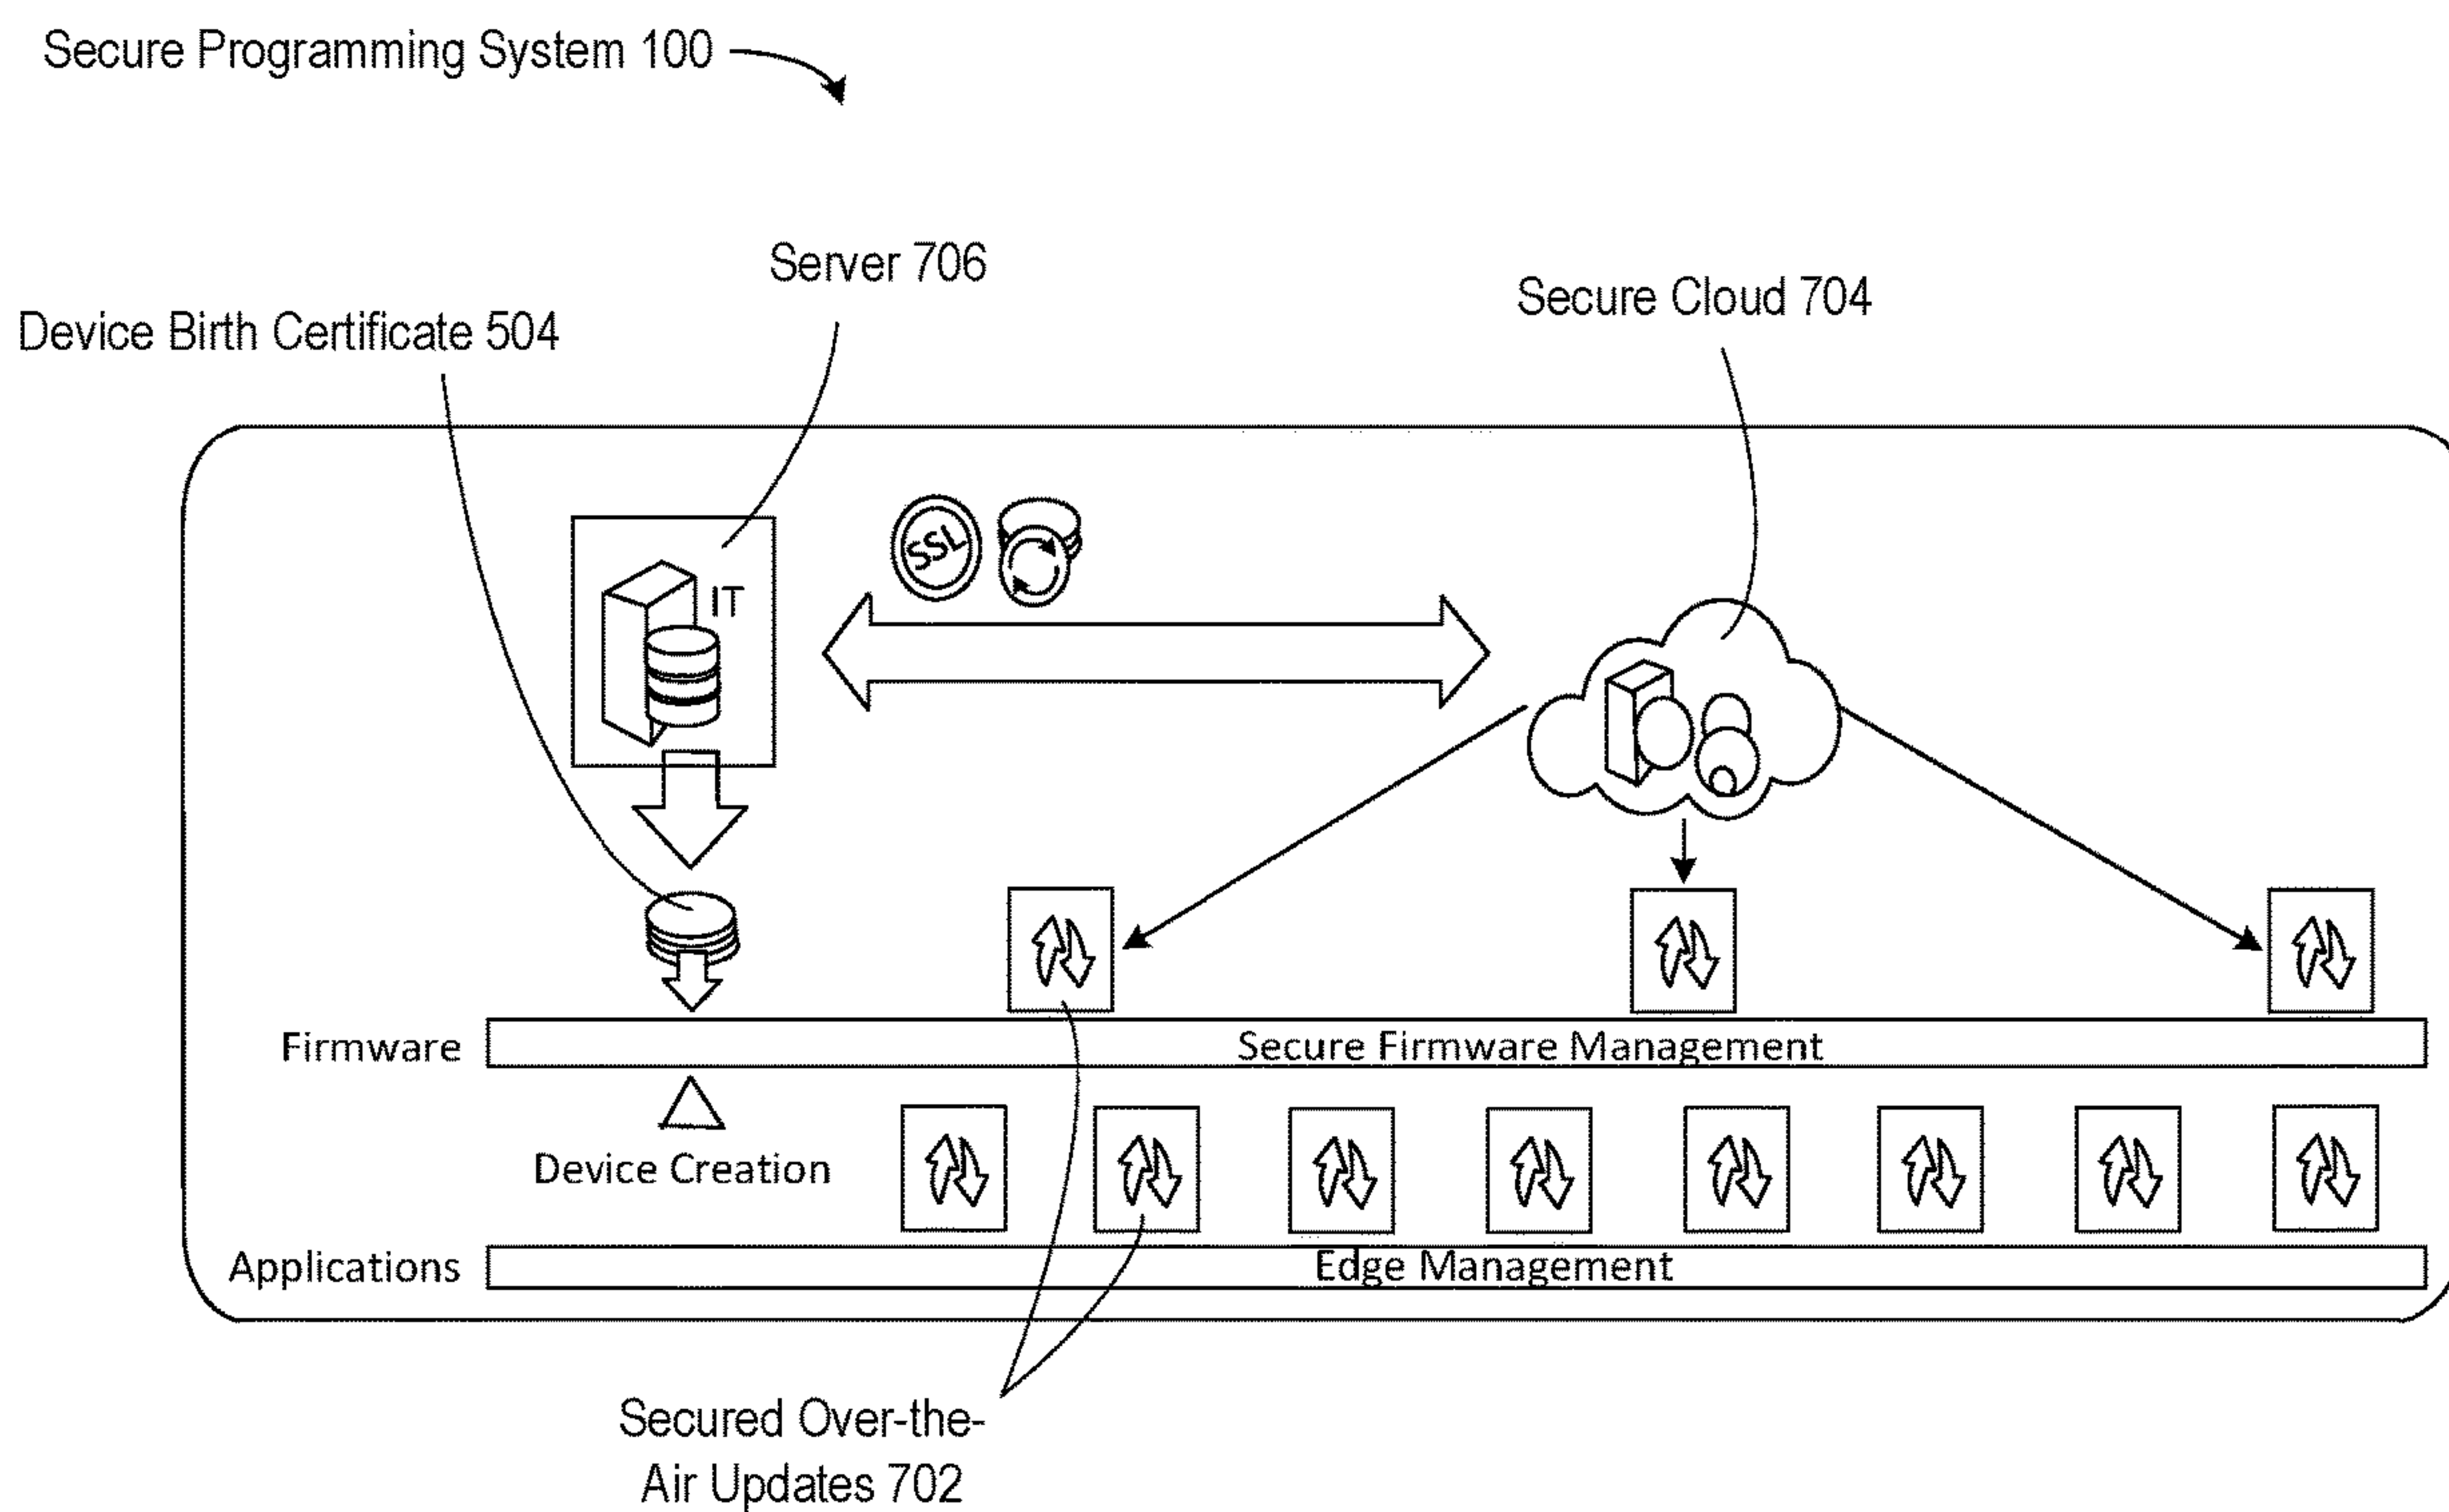 Secure Programming System 100
Server 706
Secure Cloud 704
Device Birth Certificate 504
SSL
IT
Firmware
Secure Firmware Management
Device Creation
Applications
Edge Management
Secured Over-the-
Air Updates 702